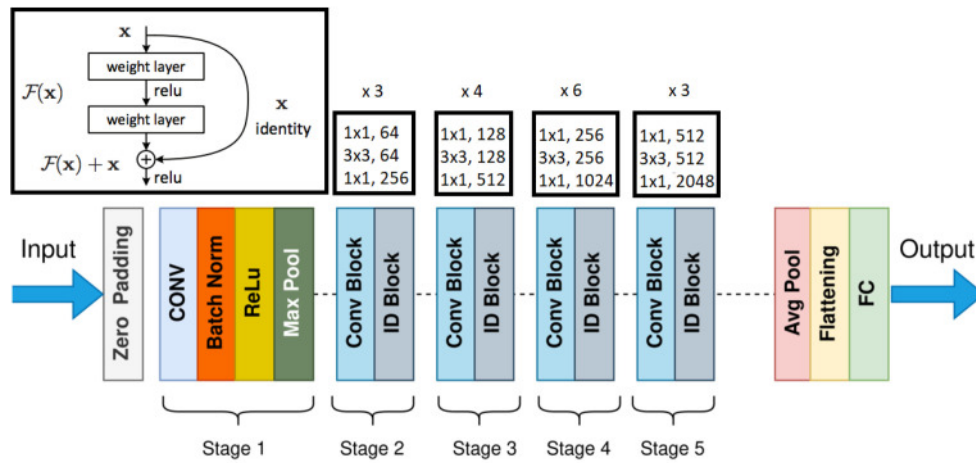 x
weight layer
F(x)
relu
weight layer
x
identity
F(x) + x
+
relu
x 3
1x1, 64
3x3, 64
1x1, 256
x 4
1x1, 128
3x3, 128
1x1, 512
x 6
1x1, 256
3x3, 256
1x1, 1024
x 3
1x1, 512
3x3, 512
1x1, 2048
Input
Zero Padding
CONV
Batch Norm
ReLu
Max Pool
Conv Block
ID Block
Conv Block
ID Block
Conv Block
ID Block
Conv Block
ID Block
Avg Pool
Flattening
FC
Output
Stage 1
Stage 2
Stage 3
Stage 4
Stage 5